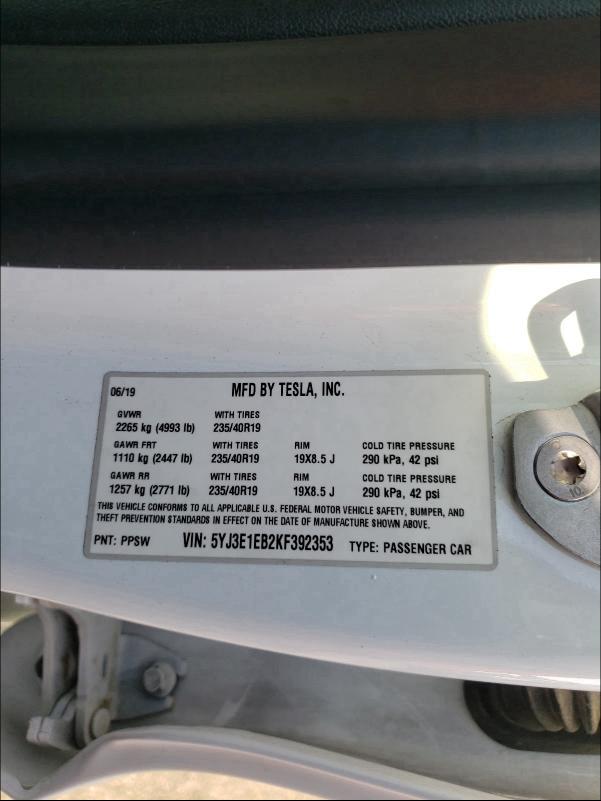 06/19 MFD BY TESLA, INC.
GVWR WITH TIRES
2265 kg (4993 lb) 235/40R19
GAWR FRT WITH TIRES RIM COLD TIRE PRESSURE
1110 kg (2447 lb) 235/40R19 19X8.5 J 290 kPa, 42 psi
GAWR RR WITH TIRES RIM COLD TIRE PRESSURE
1257 kg (2771 lb) 235/40R19 19X8.5 J 290 kPa, 42 psi
THIS VEHICLE CONFORMS TO ALL APPLICABLE U.S. FEDERAL MOTOR VEHICLE SAFETY, BUMPER, AND
THEFT PREVENTION STANDARDS IN EFFECT ON THE DATE OF MANUFACTURE SHOWN ABOVE.
PNT: PPSW VIN: 5YJ3E1EB2KF392353 TYPE: PASSENGER CAR
10